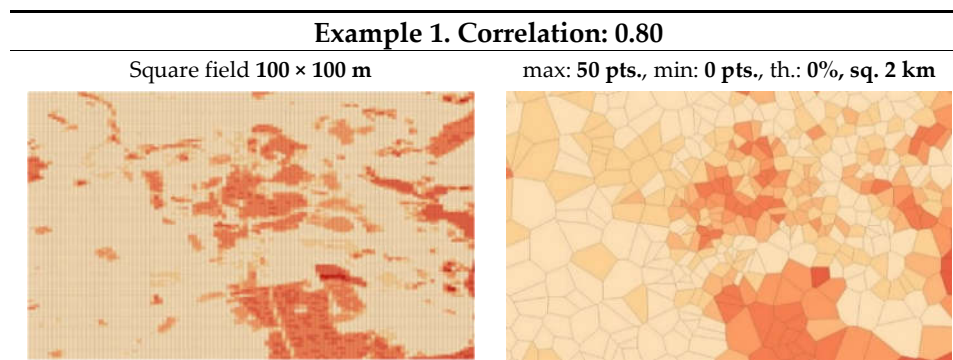 Example 1. Correlation: 0.80
Square field 100 × 100 m
max: 50 pts., min: 0 pts., th.: 0%, sq. 2 km